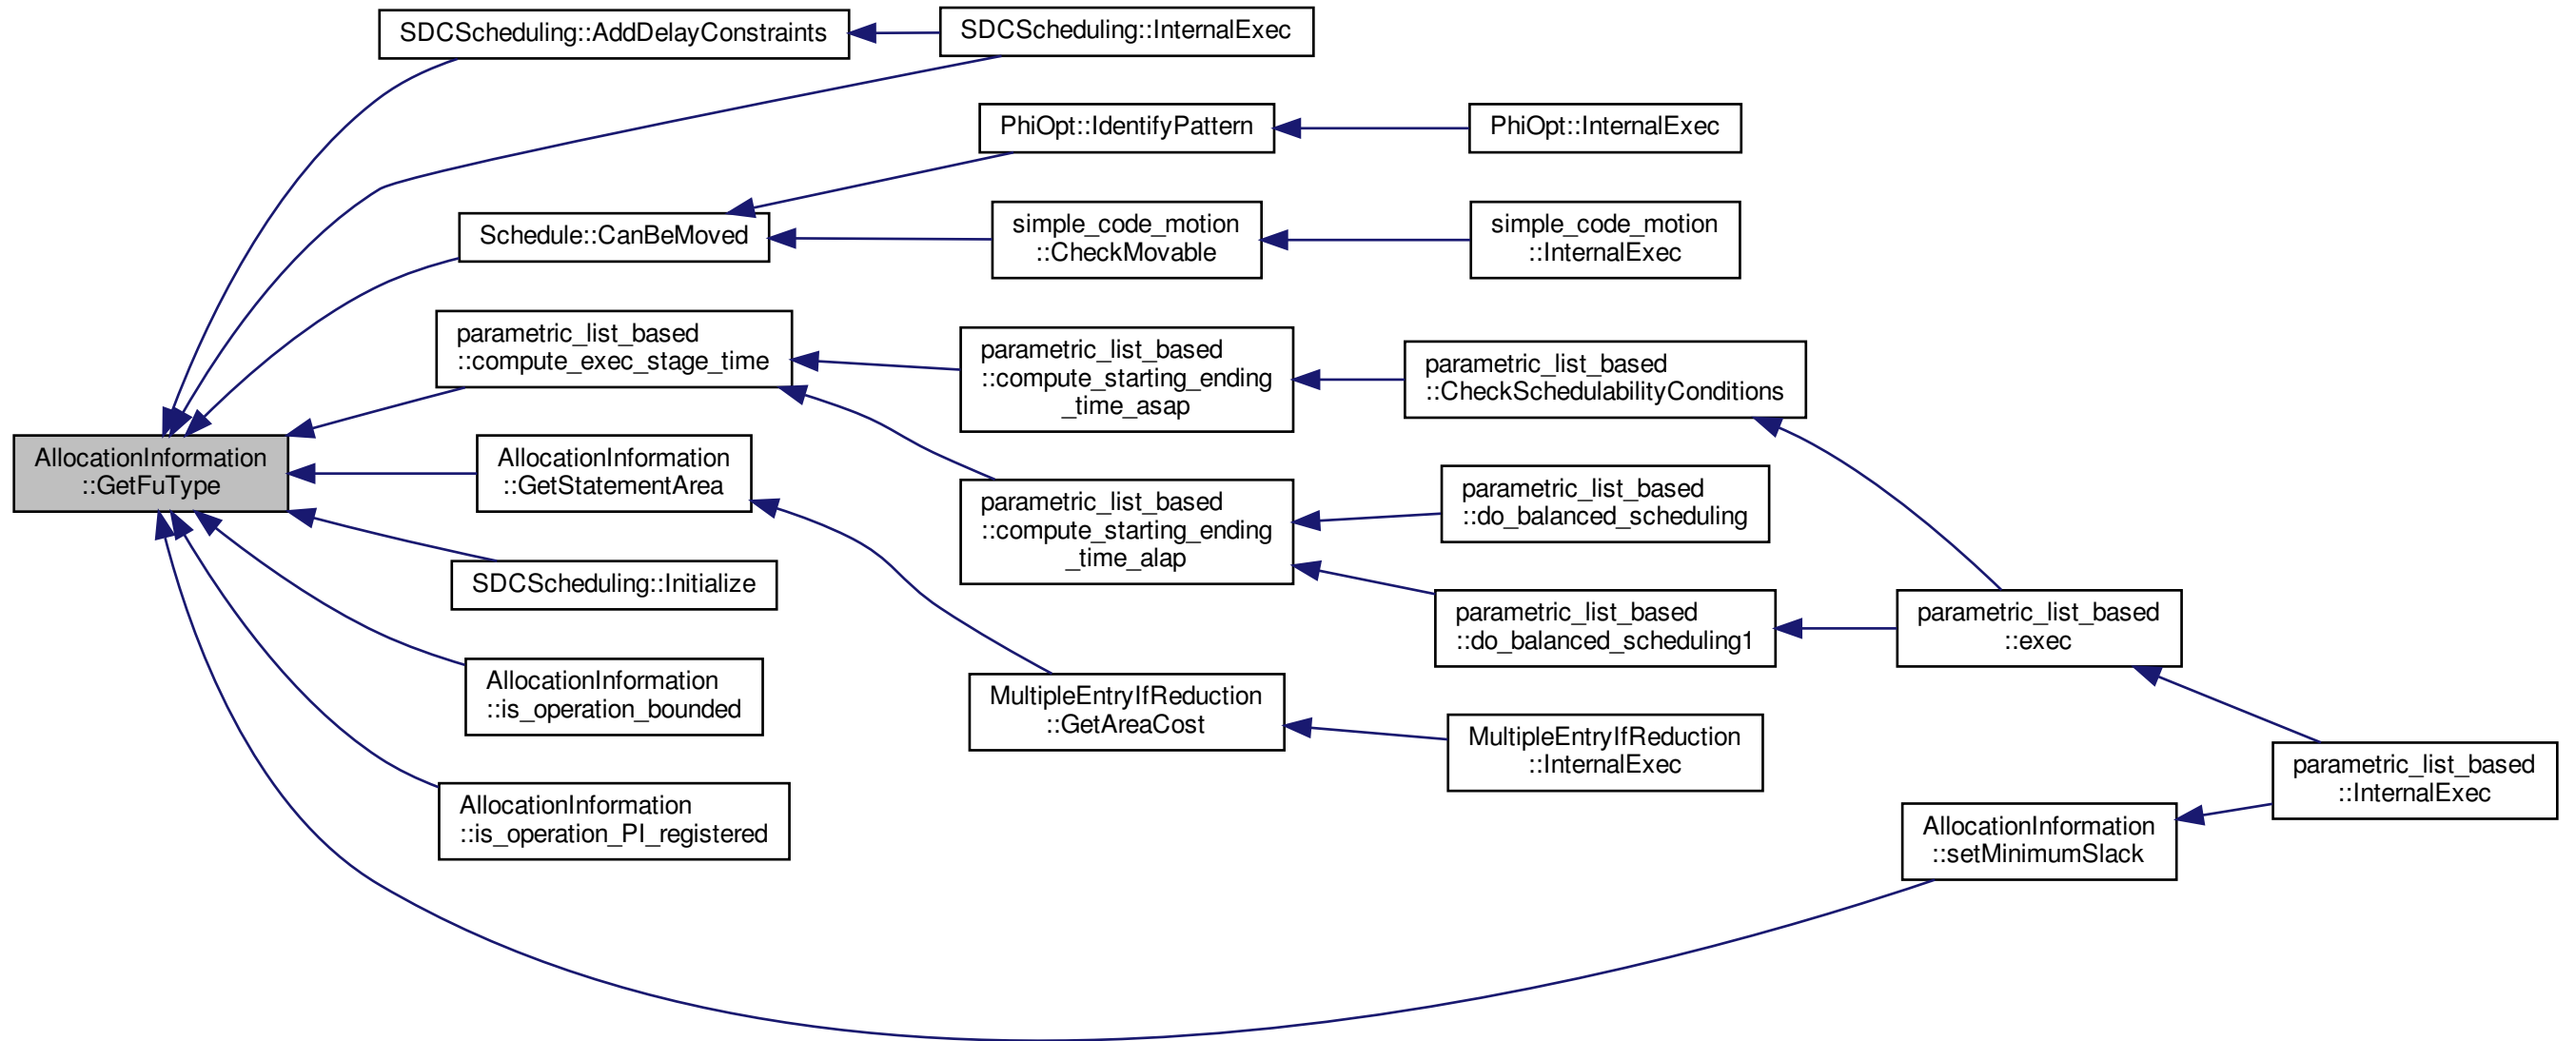 SDCScheduling::AddDelayConstraints
SDCScheduling::InternalExec
PhiOpt::IdentifyPattern
PhiOpt::InternalExec
Schedule::CanBeMoved
simple_code_motion
::CheckMovable
simple_code_motion
::InternalExec
parametric_list_based
::compute_exec_stage_time
parametric_list_based
::compute_starting_ending
_time_asap
parametric_list_based
::CheckSchedulabilityConditions
AllocationInformation
::GetFuType
AllocationInformation
::GetStatementArea
parametric_list_based
::compute_starting_ending
_time_alap
parametric_list_based
::do_balanced_scheduling
SDCScheduling::Initialize
parametric_list_based
::do_balanced_scheduling1
parametric_list_based
::exec
AllocationInformation
::is_operation_bounded
MultipleEntryIfReduction
::GetAreaCost
MultipleEntryIfReduction
::InternalExec
parametric_list_based
::InternalExec
AllocationInformation
::is_operation_PI_registered
AllocationInformation
::setMinimumSlack